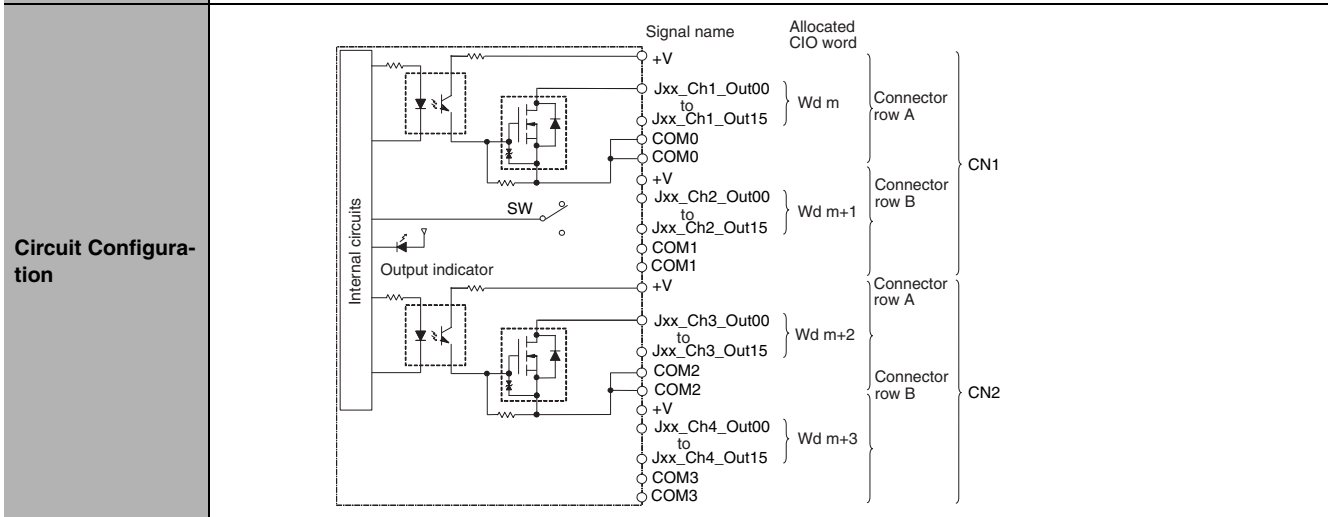 Circuit Configura-
tion
Signal name
Allocated
CIO word
Internal circuits
SW
Output indicator
+V
Jxx_Ch1_Out00
to
Jxx_Ch1_Out15
COM0
COM0
Wd m
Connector
row A
+V
Jxx_Ch2_Out00
to
Jxx_Ch2_Out15
COM1
COM1
Wd m+1
Connector
row B
CN1
+V
Jxx_Ch3_Out00
to
Jxx_Ch3_Out15
COM2
COM2
Wd m+2
Connector
row A
+V
Jxx_Ch4_Out00
to
Jxx_Ch4_Out15
COM3
COM3
Wd m+3
Connector
row B
CN2